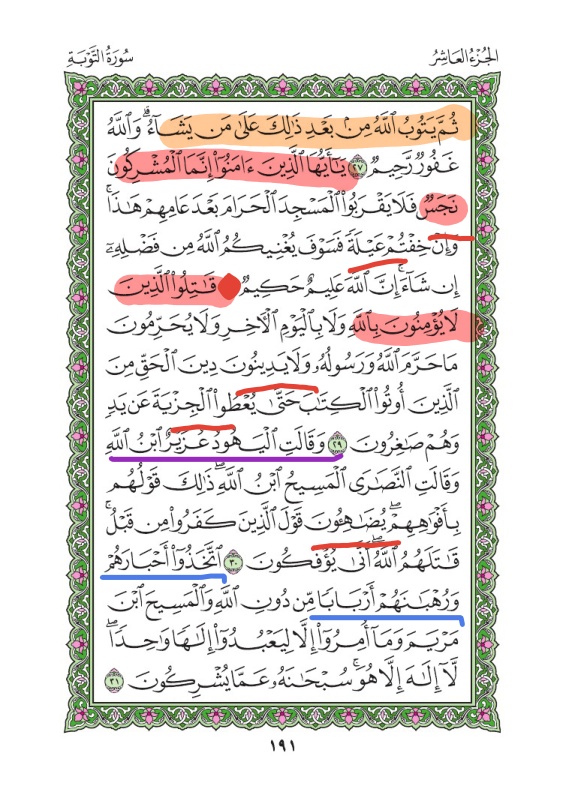 الجُزْءُ العَاشِرُ
سُورَةُ التَّوْبَةِ
ثُمَّ يَتُوبُ ٱللَّهُ مِنۢ بَعْدِ ذَٰلِكَ عَلَىٰ مَن يَشَآءُۗ وَٱللَّهُ
غَفُورٌ رَّحِيمٌ ٢٧ يَٰٓأَيُّهَا ٱلَّذِينَ ءَامَنُوٓا۟ إِنَّمَا ٱلْمُشْرِكُونَ
نَجَسٌ فَلَا يَقْرَبُوا۟ ٱلْمَسْجِدَ ٱلْحَرَامَ بَعْدَ عَامِهِمْ هَٰذَاۚ
وَإِنْ خِفْتُمْ عَيْلَةً فَسَوْفَ يُغْنِيكُمُ ٱللَّهُ مِن فَضْلِهِۦٓ
إِن شَآءَۚ إِنَّ ٱللَّهَ عَلِيمٌ حَكِيمٌ قَٰتِلُوا۟ ٱلَّذِينَ
لَا يُؤْمِنُونَ بِٱللَّهِ وَلَا بِٱلْيَوْمِ ٱلْءَاخِرِ وَلَا يُحَرِّمُونَ
مَا حَرَّمَ ٱللَّهُ وَرَسُولُهُۥ وَلَا يَدِينُونَ دِينَ ٱلْحَقِّ مِنَ
ٱلَّذِينَ أُوتُوا۟ ٱلْكِتَٰبَ حَتَّىٰ يُعْطُوا۟ ٱلْجِزْيَةَ عَن يَدٍ
وَهُمْ صَٰغِرُونَ ٢٩ وَقَالَتِ ٱلْيَهُودُ عُزَيْرٌ ٱبْنُ ٱللَّهِ
وَقَالَتِ ٱلنَّصَٰرَى ٱلْمَسِيحُ ٱبْنُ ٱللَّهِۖ ذَٰلِكَ قَوْلُهُم
بِأَفْوَٰهِهِمْۖ يُضَٰهِـُٔونَ قَوْلَ ٱلَّذِينَ كَفَرُوا۟ مِن قَبْلُۚ
قَٰتَلَهُمُ ٱللَّهُۖ أَنَّىٰ يُؤْفَكُونَ ٣٠ ٱتَّخَذُوٓا۟ أَحْبَارَهُمْ
وَرُهْبَٰنَهُمْ أَرْبَابًا مِّن دُونِ ٱللَّهِ وَٱلْمَسِيحَ ٱبْنَ
مَرْيَمَ وَمَآ أُمِرُوٓا۟ إِلَّا لِيَعْبُدُوٓا۟ إِلَٰهًا وَٰحِدًاۖ
لَّآ إِلَٰهَ إِلَّا هُوَۚ سُبْحَٰنَهُۥ عَمَّا يُشْرِكُونَ ٣١
١٩١